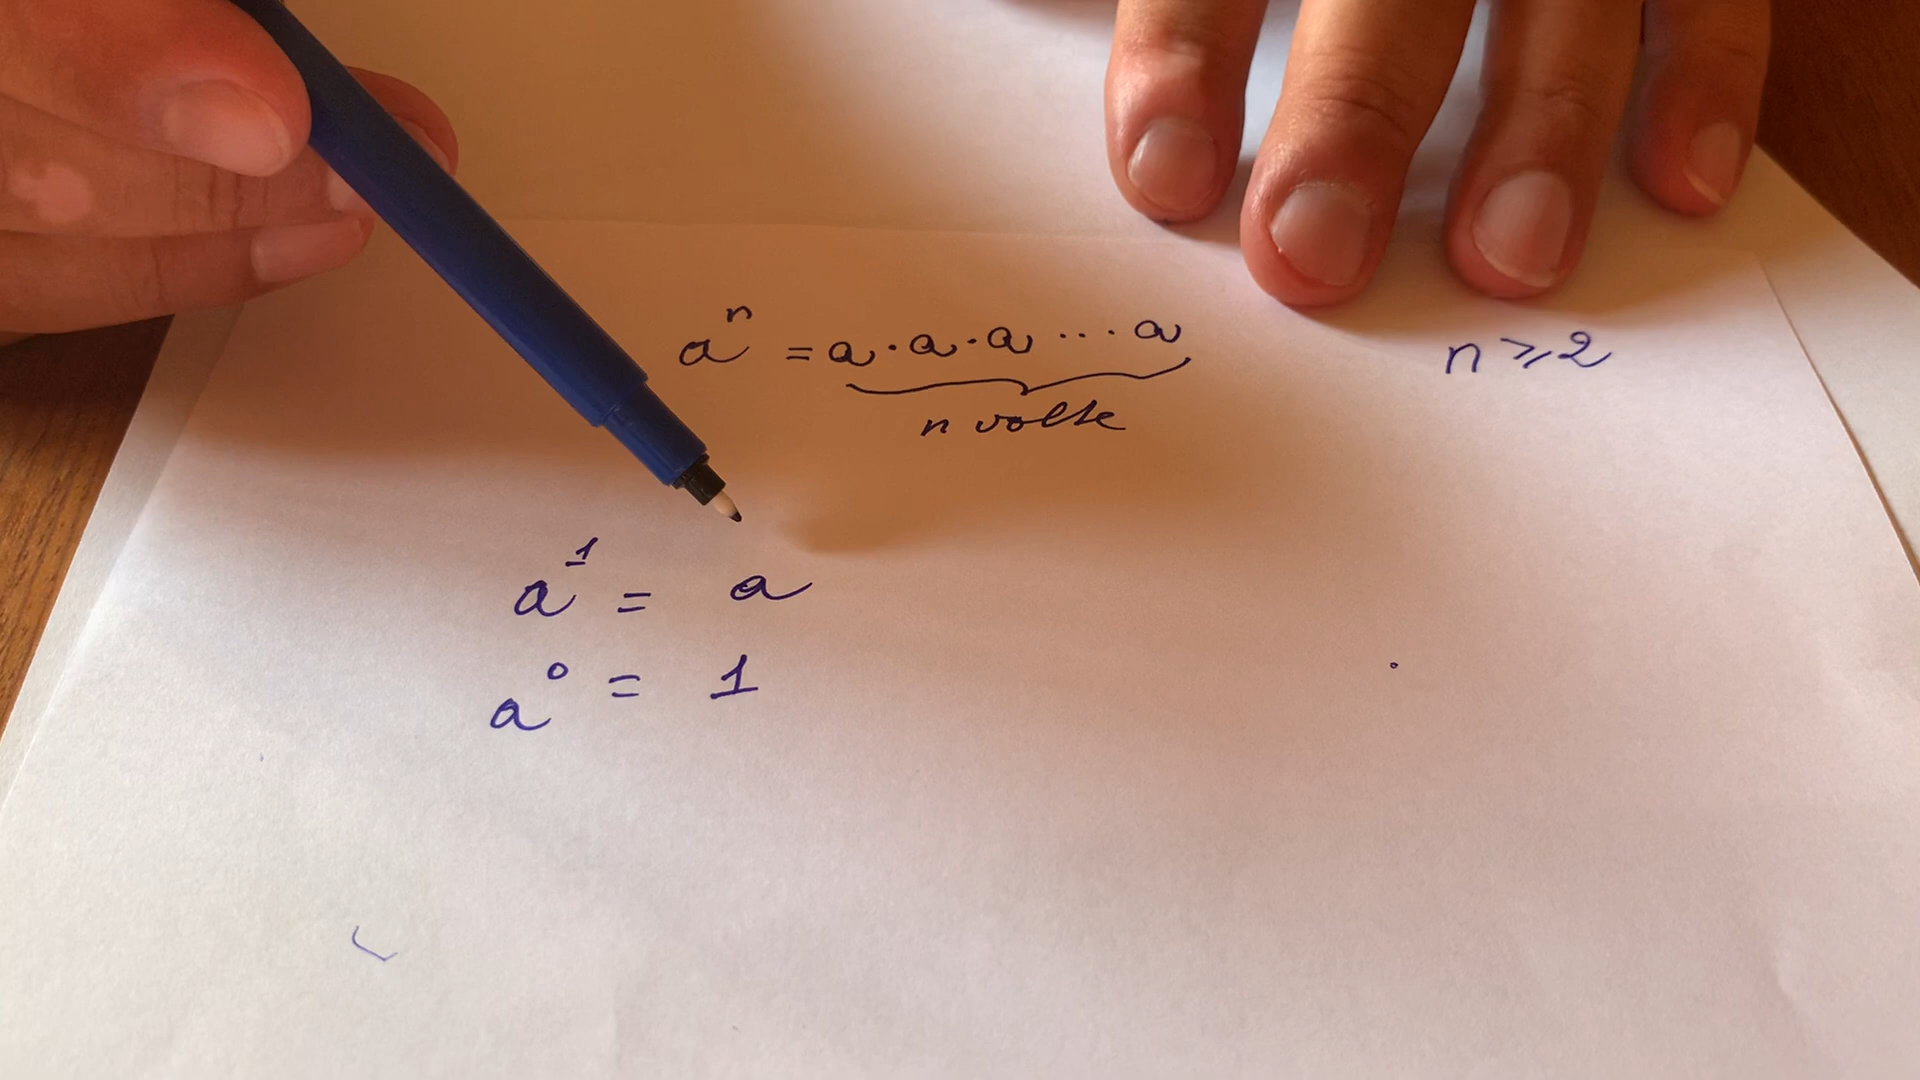 aⁿ = a · a · a ··· a n ⩾ 2
n volte
a¹ = a
a⁰ = 1